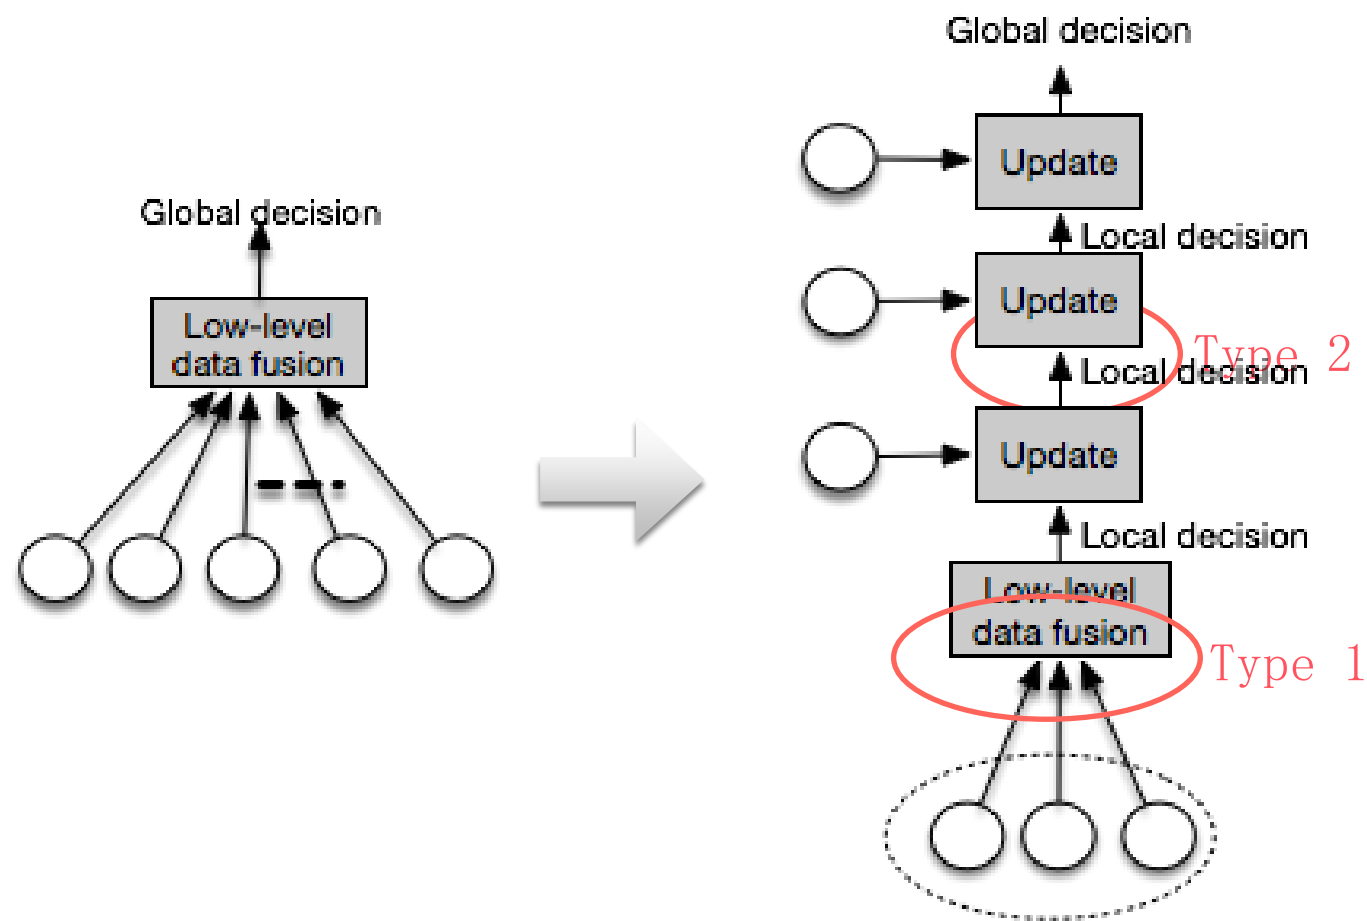 Global decision
Low-level
data fusion
Global decision
Update
Local decision
Update
Type 2
Local decision
Update
Local decision
Low-level
data fusion
Type 1